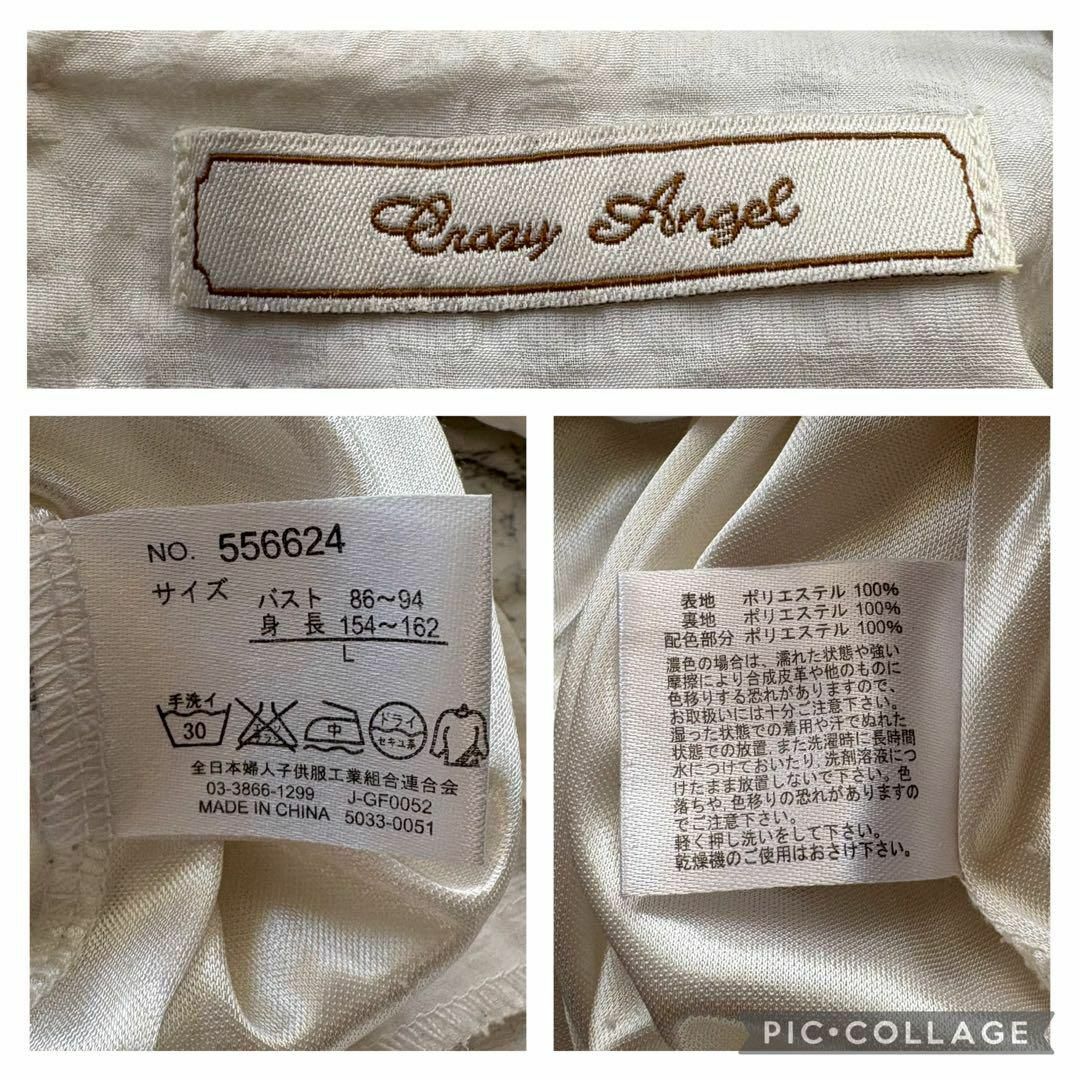 Crazy Angel
NO. 556624
サイズ バスト 86〜94
身長 154〜162
L
手洗イ
30 中 ドライ
セキユ系
全日本婦人子供服工業組合連合会
03-3866-1299 J-GF0052
MADE IN CHINA 5033-0051
表地 ポリエステル 100%
裏地 ポリエステル 100%
配色部分 ポリエステル 100%
濃色の場合は、濡れた状態や強い
摩擦により合成皮革や他のものに
色移りする恐れがありますので、
お取扱いには十分ご注意下さい。
湿った状態での着用や汗でぬれた
状態での放置、また洗濯時に長時間
水につけておいたり、洗剤溶液につ
けたまま放置しないで下さい。色
落ちや、色移りの恐れがありますの
でご注意下さい。
軽く押し洗いをして下さい。
乾燥機のご使用はおさけ下さい。
PIC•COLLAGE